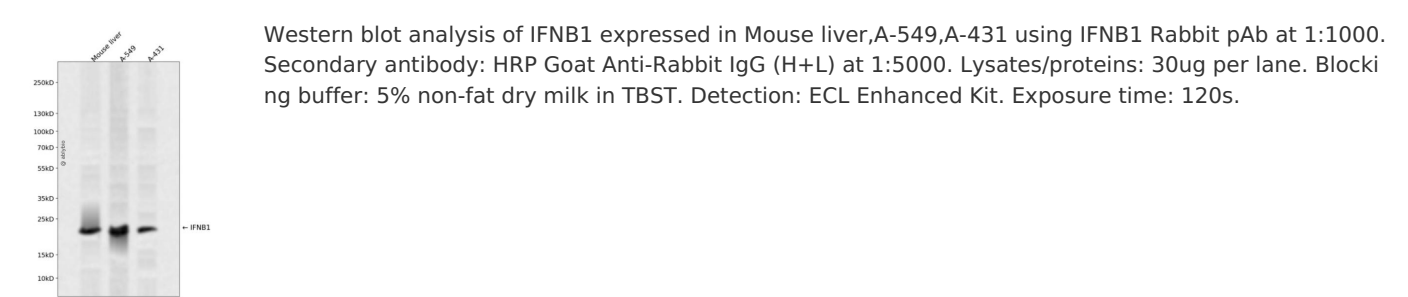 Mouse liver
A-549
A-431
250kD
130kD
100kD
70kD
55kD
35kD
25kD
15kD
10kD
@ abybio
← IFNB1
Western blot analysis of IFNB1 expressed in Mouse liver,A-549,A-431 using IFNB1 Rabbit pAb at 1:1000.
Secondary antibody: HRP Goat Anti-Rabbit IgG (H+L) at 1:5000. Lysates/proteins: 30ug per lane. Blocki
ng buffer: 5% non-fat dry milk in TBST. Detection: ECL Enhanced Kit. Exposure time: 120s.